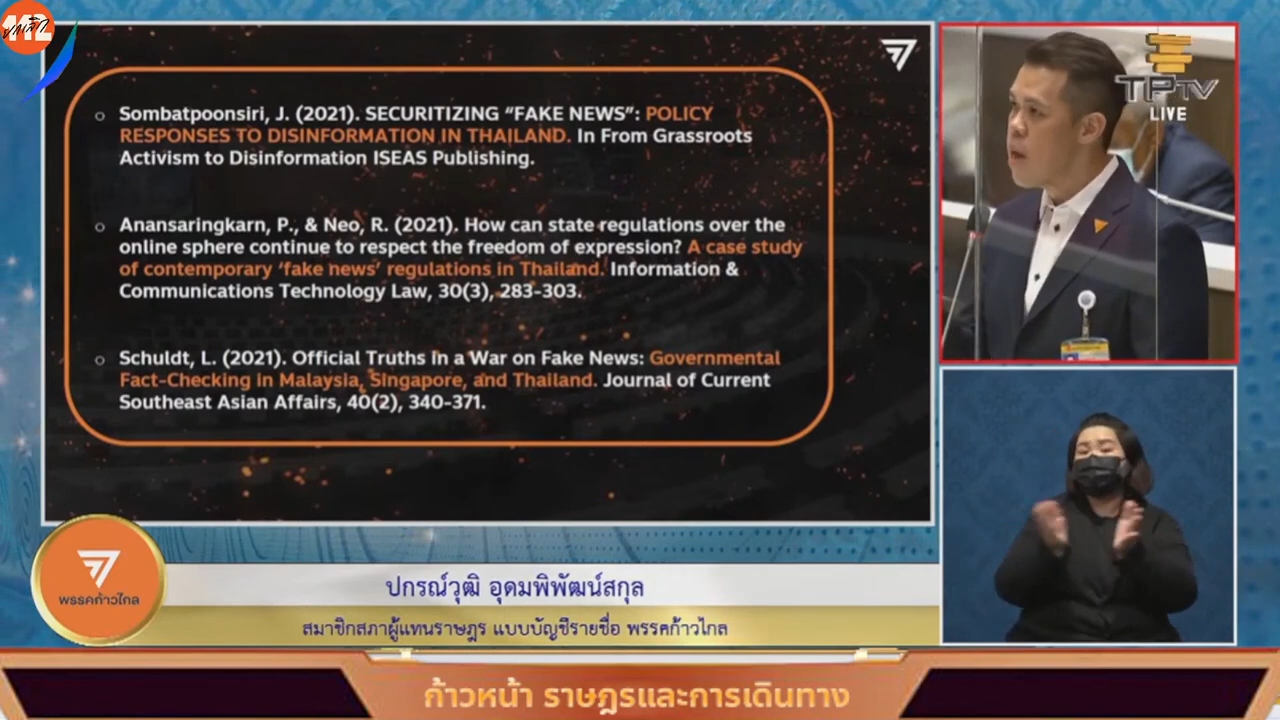 Sombatpoonsiri, J. (2021). SECURITIZING “FAKE NEWS”: POLICY
RESPONSES TO DISINFORMATION IN THAILAND. In From Grassroots
Activism to Disinformation ISEAS Publishing.
Anansaringkarn, P., & Neo, R. (2021). How can state regulations over the
online sphere continue to respect the freedom of expression? A case study
of contemporary ‘fake news’ regulations in Thailand. Information &
Communications Technology Law, 30(3), 283-303.
Schuldt, L. (2021). Official Truths in a War on Fake News: Governmental
Fact-Checking in Malaysia, Singapore, and Thailand. Journal of Current
Southeast Asian Affairs, 40(2), 340-371.
TPTV
LIVE
พรรคก้าวไกล
ปกรณ์วุฒิ อุดมพิพัฒน์สกุล
สมาชิกสภาผู้แทนราษฎร แบบบัญชีรายชื่อ พรรคก้าวไกล
ก้าวหน้า ราษฎรและการเดินทาง